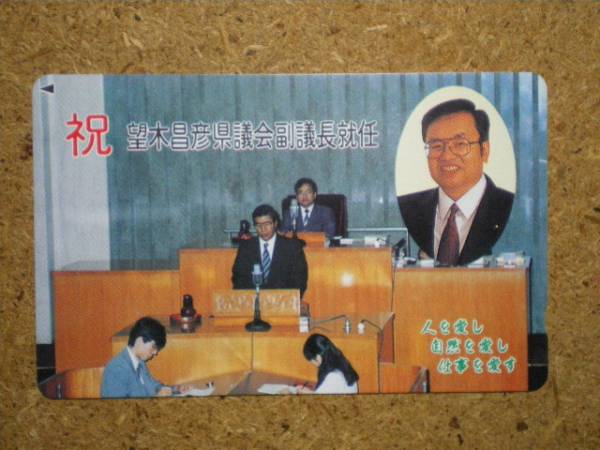 祝 望木昌彦県議会副議長就任
人を愛し
自然を愛し
仕事を愛す